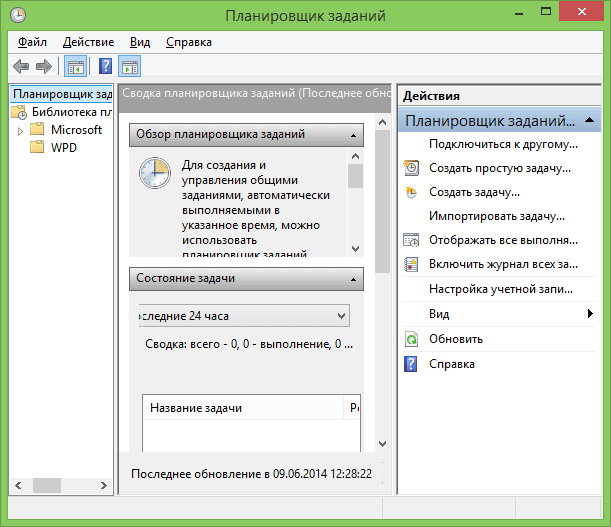 Планировщик заданий
Файл Действие Вид Справка
Планировщик зад
Библиотека пл
Microsoft
WPD
Сводка планировщика заданий (Последнее обно
Обзор планировщика заданий
Для создания и
управления общими
заданиями, автоматически
выполняемыми в
указанное время, можно
использовать
планировщик заданий
Состояние задачи
оследние 24 часа
Сводка: всего - 0, 0 - выполнение, 0 ...
Название задачи
Последнее обновление в 09.06.2014 12:28:22
Действия
Планировщик заданий...
Подключиться к другому...
Создать простую задачу...
Создать задачу...
Импортировать задачу...
Отображать все выполня...
Включить журнал всех за...
Настройка учетной запи...
Вид
Обновить
Справка